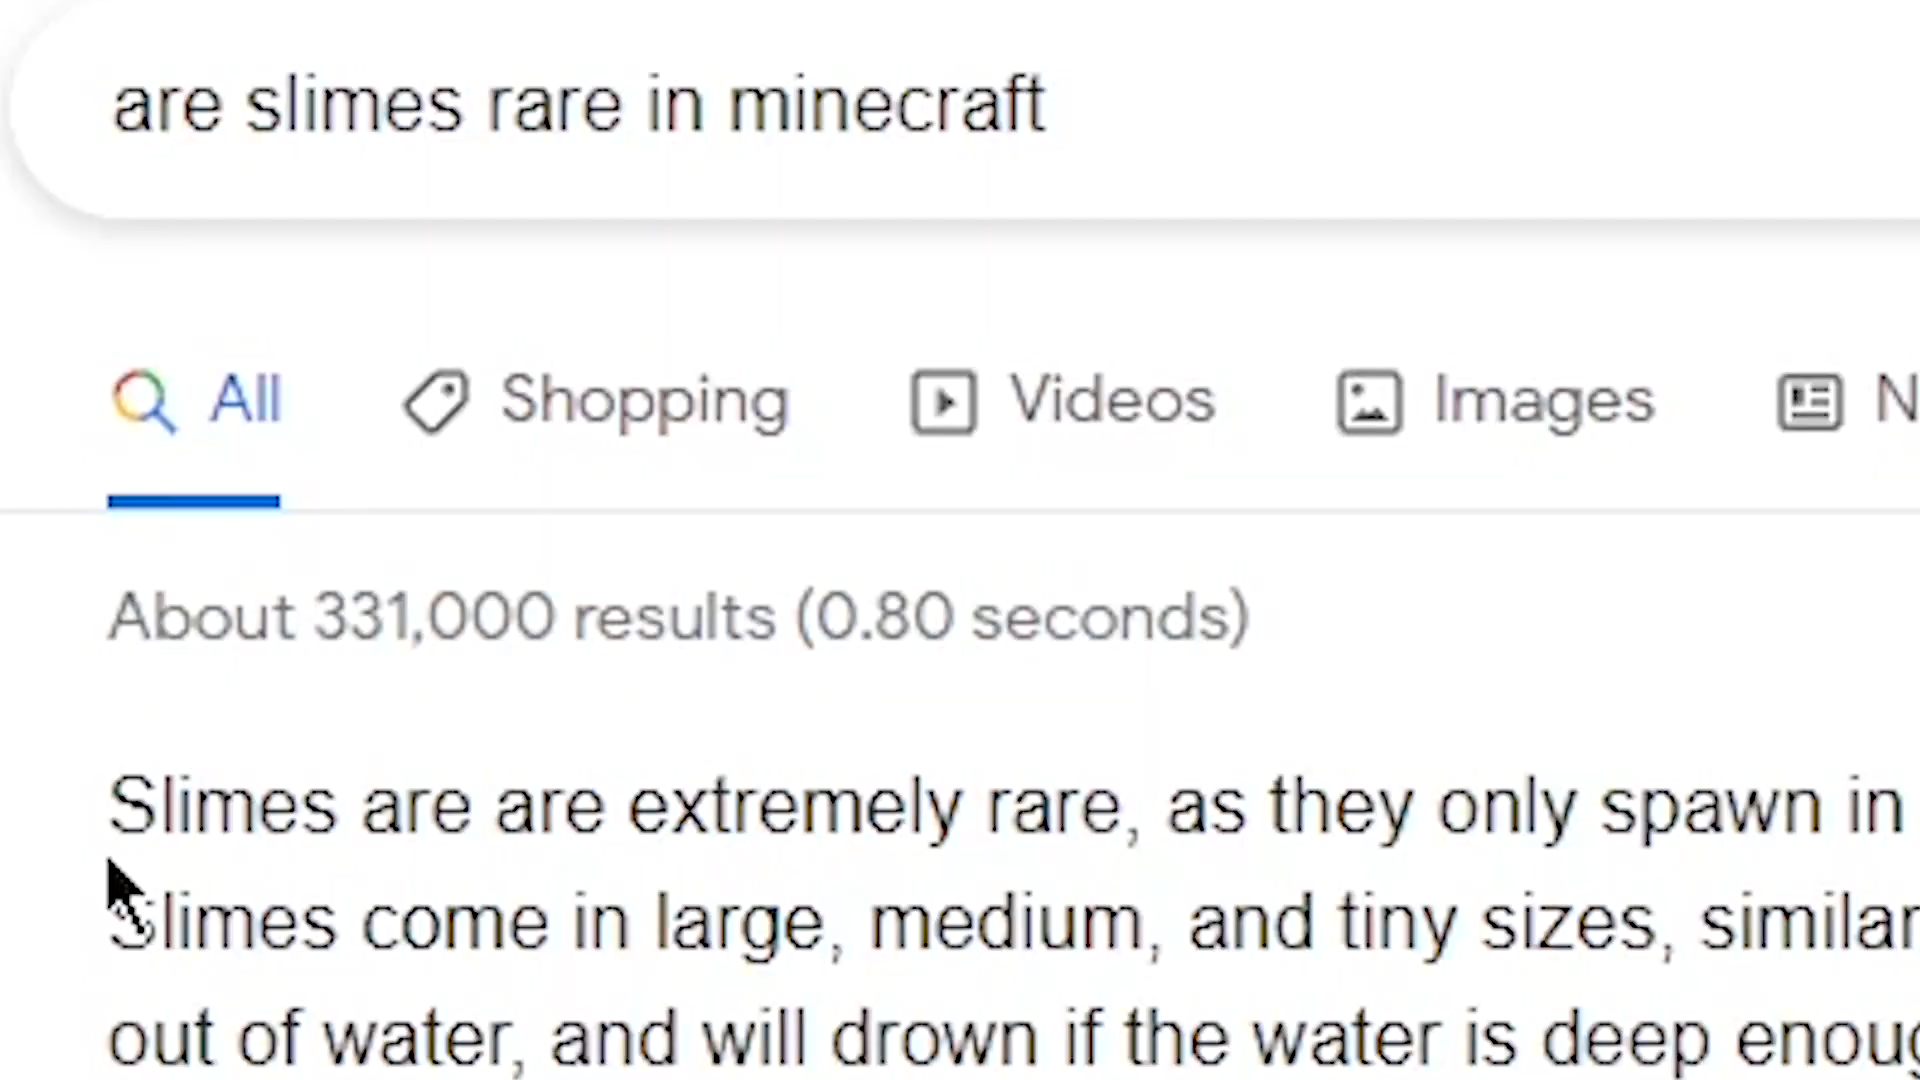 are slimes rare in minecraft
All Shopping Videos Images N
About 331,000 results (0.80 seconds)
Slimes are are extremely rare, as they only spawn in
Slimes come in large, medium, and tiny sizes, similar
out of water, and will drown if the water is deep enoug